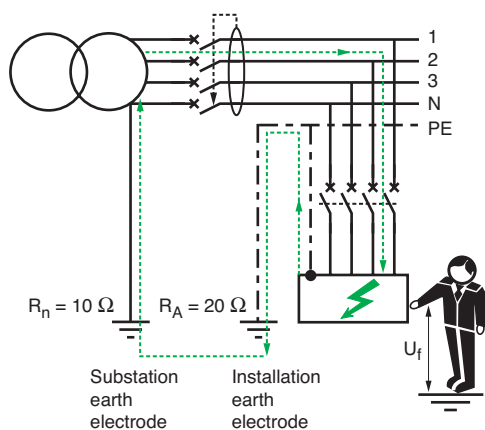 1
2
3
N
PE
Rn = 10 Ω
RA = 20 Ω
Uf
Substation
earth
electrode
Installation
earth
electrode